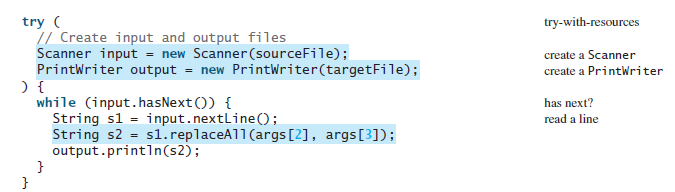 try ( try-with-resources
// Create input and output files
Scanner input = new Scanner(sourceFile); create a Scanner
PrintWriter output = new PrintWriter(targetFile); create a PrintWriter
) {
while (input.hasNext()) { has next?
String s1 = input.nextLine(); read a line
String s2 = s1.replaceAll(args[2], args[3]);
output.println(s2);
}
}